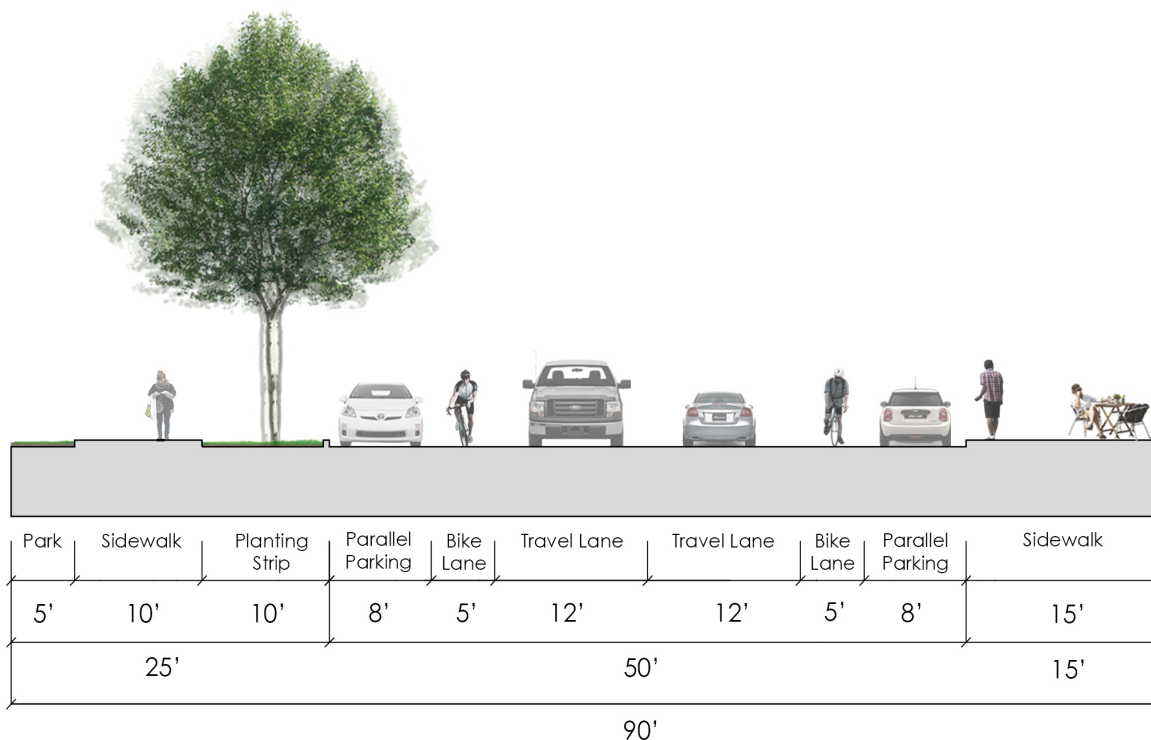 Park
Sidewalk
Planting
Strip
Parallel
Parking
Bike
Lane
Travel Lane
Travel Lane
Bike
Lane
Parallel
Parking
Sidewalk
5’
10’
10’
8’
5’
12’
12’
5’
8’
15’
25’
50’
15’
90’